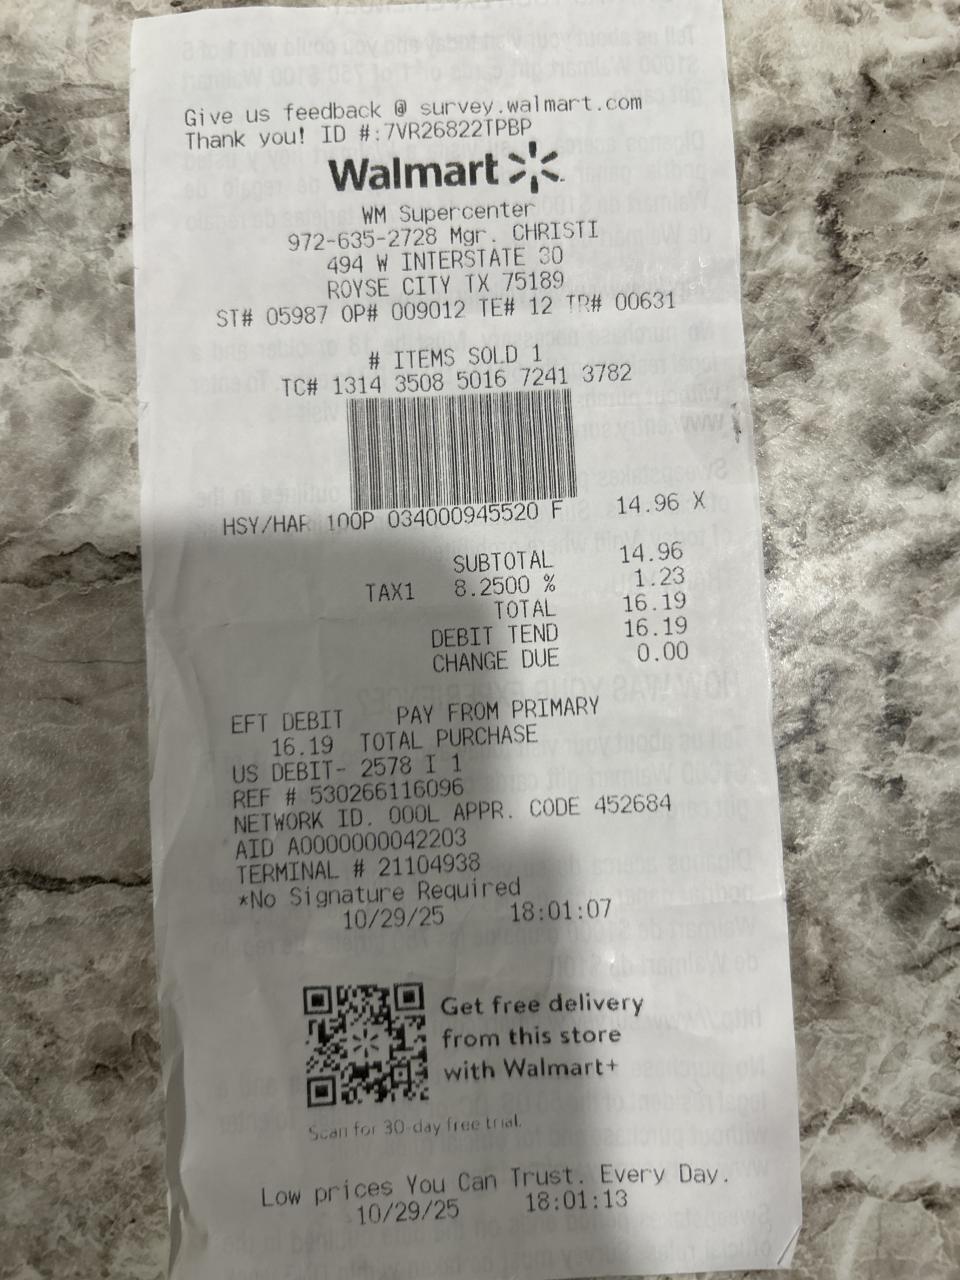 Give us feedback @ survey.walmart.com
Thank you! ID #:7VR26822TPBP
Walmart
WM Supercenter
972-635-2728 Mgr. CHRISTI
494 W INTERSTATE 30
ROYSE CITY TX 75189
ST# 05987 OP# 009012 TE# 12 TR# 00631
# ITEMS SOLD 1
TC# 1314 3508 5016 7241 3782
HSY/HAR 100P 034000945520 F 14.96 X
SUBTOTAL 14.96
TAX1 8.2500 % 1.23
TOTAL 16.19
DEBIT TEND 16.19
CHANGE DUE 0.00
EFT DEBIT PAY FROM PRIMARY
16.19 TOTAL PURCHASE
US DEBIT- 2578 I 1
REF # 530266116096
NETWORK ID. 000L APPR. CODE 452684
AID A0000000042203
TERMINAL # 21104938
*No Signature Required
10/29/25 18:01:07
Get free delivery
from this store
with Walmart+
Scan for 30-day free trial.
Low prices You Can Trust. Every Day.
10/29/25 18:01:13